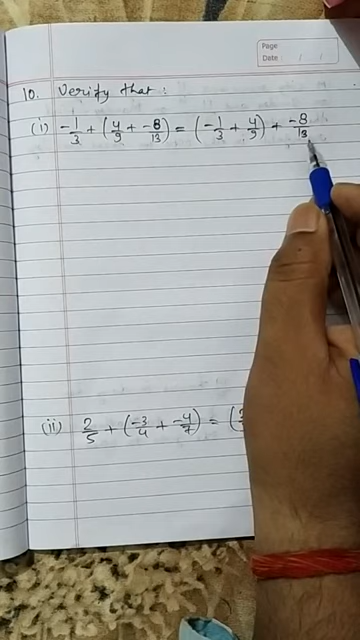 Page
Date : / /
10. Verify that :
(i) -1/3 + (4/9 + -8/13) = (-1/3 + 4/9) + -8/13
(ii) 2/5 + (-3/4 + -4/7) = (